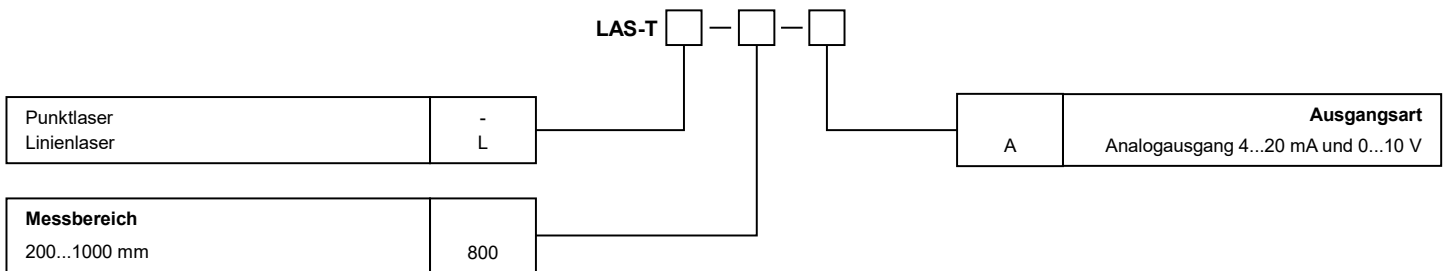 LAS-T — —
Punktlaser -
Linienlaser L
Ausgangsart
A Analogausgang 4...20 mA und 0...10 V
Messbereich
200...1000 mm 800